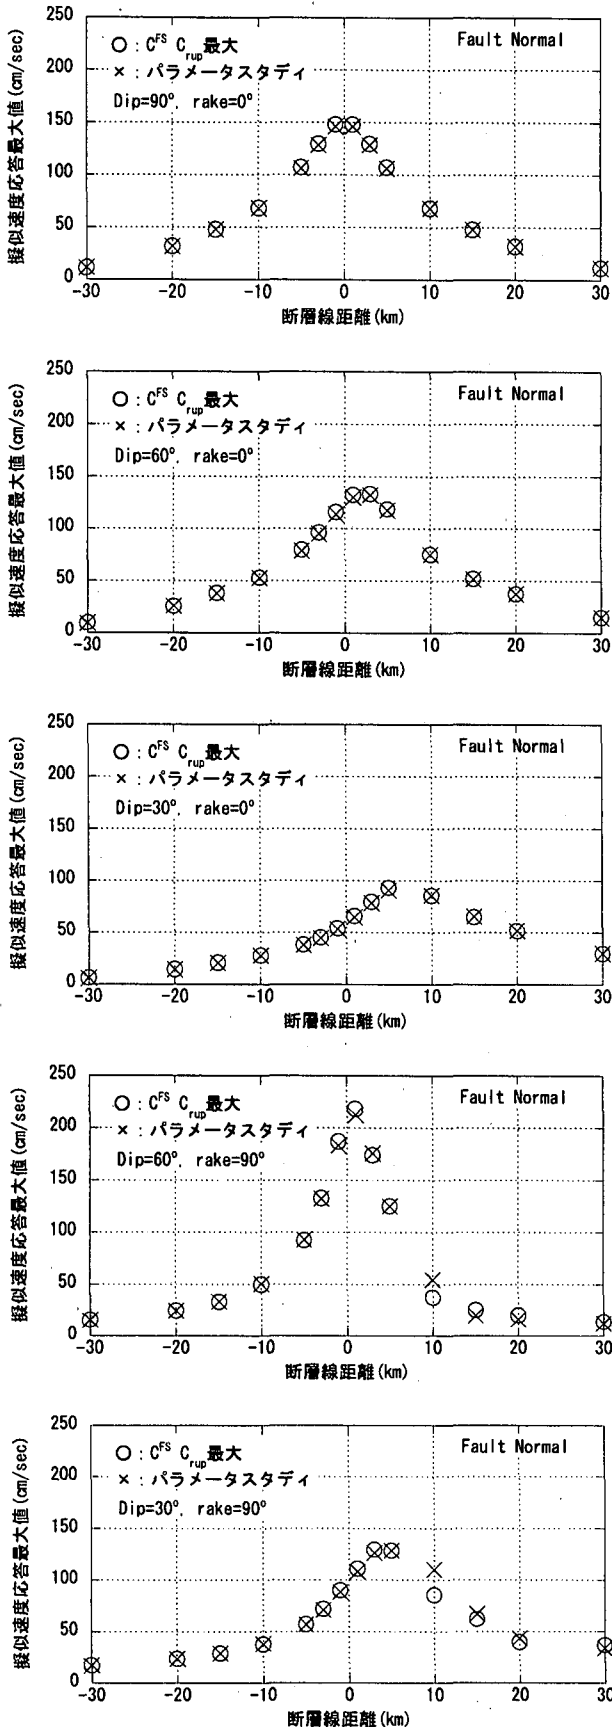 擬似速度応答最大値(cm/sec)
250
200
150
100
50
0
○ : C^FS C_rup最大
× : パラメータスタディ
Dip=90°, rake=0°
Fault Normal
-30 -20 -10 0 10 20 30
断層線距離(km)
擬似速度応答最大値(cm/sec)
250
200
150
100
50
0
○ : C^FS C_rup最大
× : パラメータスタディ
Dip=60°, rake=0°
Fault Normal
-30 -20 -10 0 10 20 30
断層線距離(km)
擬似速度応答最大値(cm/sec)
250
200
150
100
50
0
○ : C^FS C_rup最大
× : パラメータスタディ
Dip=30°, rake=0°
Fault Normal
-30 -20 -10 0 10 20 30
断層線距離(km)
擬似速度応答最大値(cm/sec)
250
200
150
100
50
0
○ : C^FS C_rup最大
× : パラメータスタディ
Dip=60°, rake=90°
Fault Normal
-30 -20 -10 0 10 20 30
断層線距離(km)
擬似速度応答最大値(cm/sec)
250
200
150
100
50
0
○ : C^FS C_rup最大
× : パラメータスタディ
Dip=30°, rake=90°
Fault Normal
-30 -20 -10 0 10 20 30
断層線距離(km)